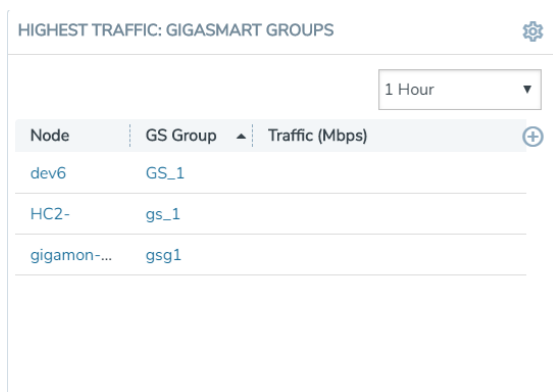 HIGHEST TRAFFIC: GIGASMART GROUPS
1 Hour
Node GS Group Traffic (Mbps)
dev6 GS_1
HC2- gs_1
gigamon-... gsg1